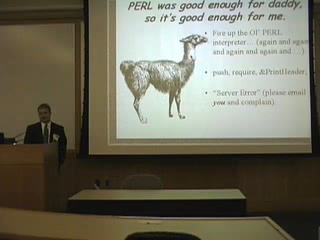 PERL was good enough for daddy,
so it's good enough for me.
• Fire up the Ol' PERL
interpreter... (again and again
and again and again and ...)
• push, require, &PrintHeader,
• "Server Error" (please email
you and complain).